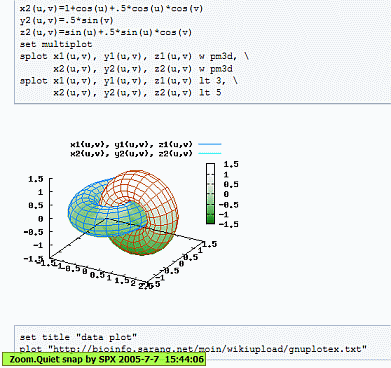 x2(u,v)=1+cos(u)+.5*cos(u)*cos(v)
y2(u,v)=.5*sin(v)
z2(u,v)=sin(u)+.5*sin(u)*cos(v)
set multiplot
splot x1(u,v), y1(u,v), z1(u,v) w pm3d, \
x2(u,v), y2(u,v), z2(u,v) w pm3d
splot x1(u,v), y1(u,v), z1(u,v) lt 3, \
x2(u,v), y2(u,v), z2(u,v) lt 5
x1(u,v), y1(u,v), z1(u,v)
x2(u,v), y2(u,v), z2(u,v)
1.5
1
0.5
0
-0.5
-1
-1.5
1.5
1
0.5
0
-0.5
-1
-1.5
-1.5
-1
-0.5
0
0.5
1
1.5
2
2.5
-1.5
-1
-0.5
0
0.5
1
1.5
set title "data plot"
plot "http://bioinfo.sarang.net/moin/wikiupload/gnuplotex.txt"
Zoom.Quiet snap by SPX 2005-7-7 15:44:06